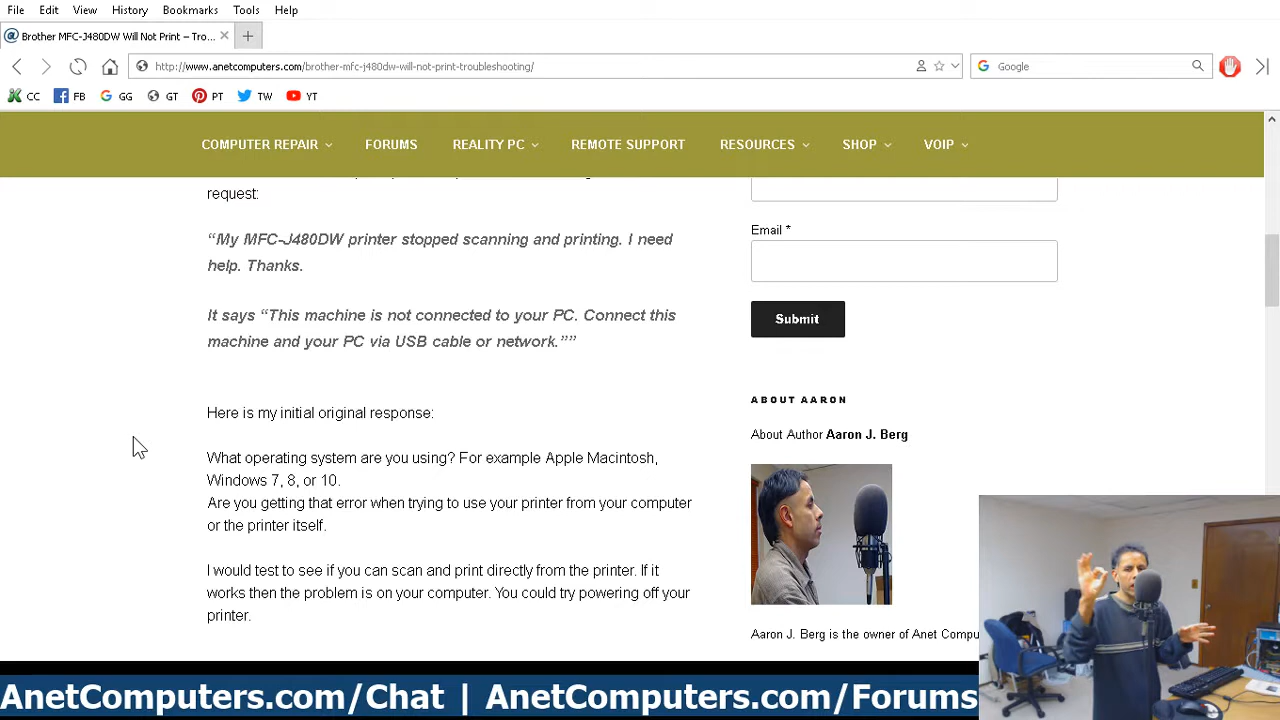 File Edit View History Bookmarks Tools Help
Brother MFC-J480DW Will Not Print – Tro...
http://www.anetcomputers.com/brother-mfc-j480dw-will-not-print-troubleshooting/
Google
CC FB GG GT PT TW YT
COMPUTER REPAIR FORUMS REALITY PC REMOTE SUPPORT RESOURCES SHOP VOIP
request:
“My MFC-J480DW printer stopped scanning and printing. I need
help. Thanks.
It says “This machine is not connected to your PC. Connect this
machine and your PC via USB cable or network.””
Here is my initial original response:
What operating system are you using? For example Apple Macintosh,
Windows 7, 8, or 10.
Are you getting that error when trying to use your printer from your computer
or the printer itself.
I would test to see if you can scan and print directly from the printer. If it
works then the problem is on your computer. You could try powering off your
printer.
Email *
Submit
ABOUT AARON
About Author Aaron J. Berg
Aaron J. Berg is the owner of Anet Compu
AnetComputers.com/Chat | AnetComputers.com/Forums